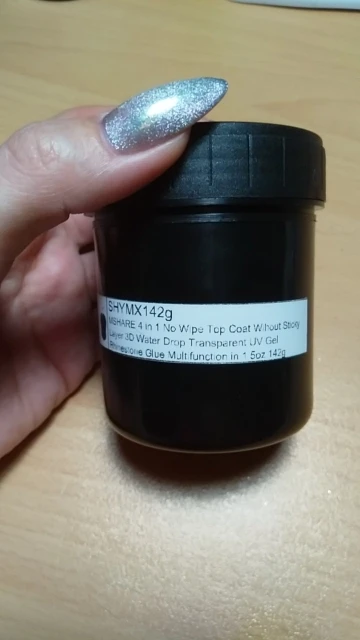 SHYMX142g
MSHARE 4 in 1 No Wipe Top Coat Wihout Sticky
Layer 3D Water Drop Transparent UV Gel
Rhinestone Glue Multifunction in 1 5oz 142g